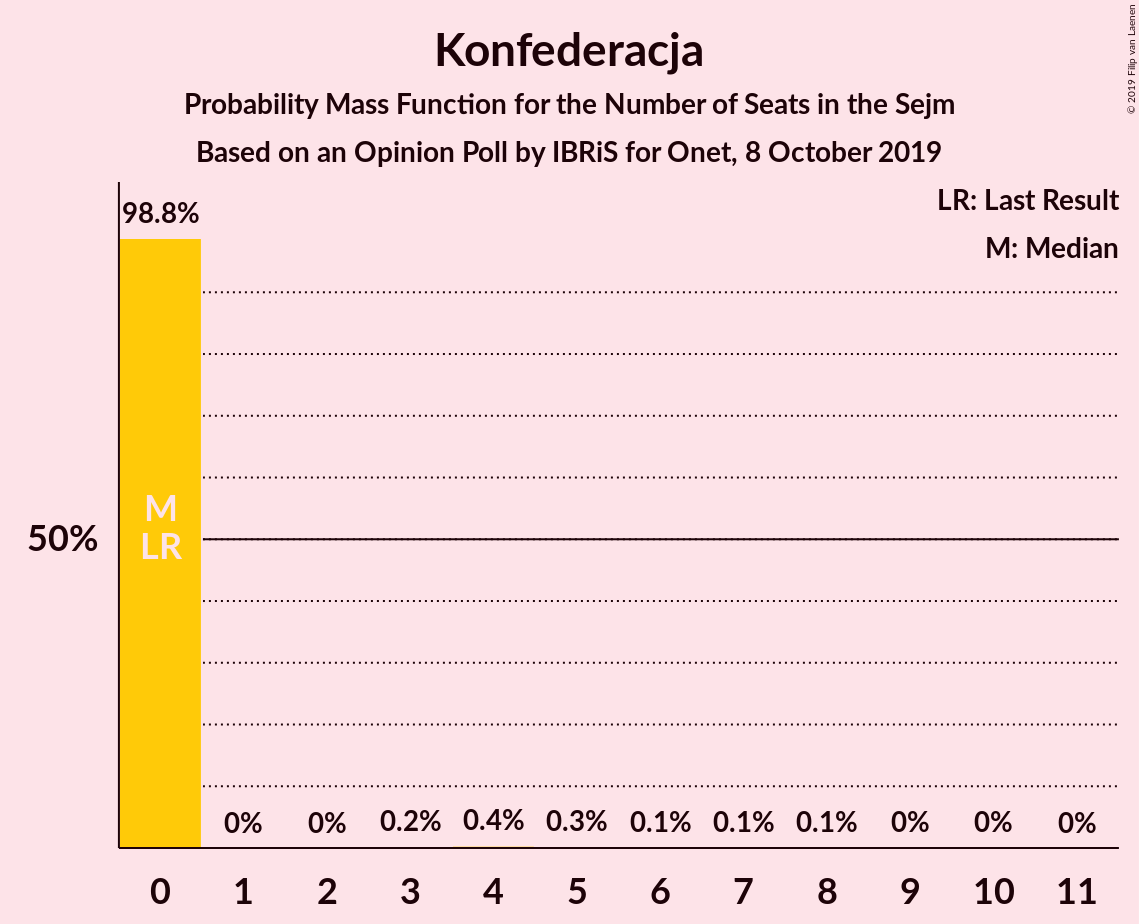 Konfederacja
Probability Mass Function for the Number of Seats in the Sejm
Based on an Opinion Poll by IBRiS for Onet, 8 October 2019
© 2019 Filip van Laenen
LR: Last Result
M: Median
98.8%
M
LR
50%
0% 0% 0.2% 0.4% 0.3% 0.1% 0.1% 0.1% 0% 0% 0%
0 1 2 3 4 5 6 7 8 9 10 11